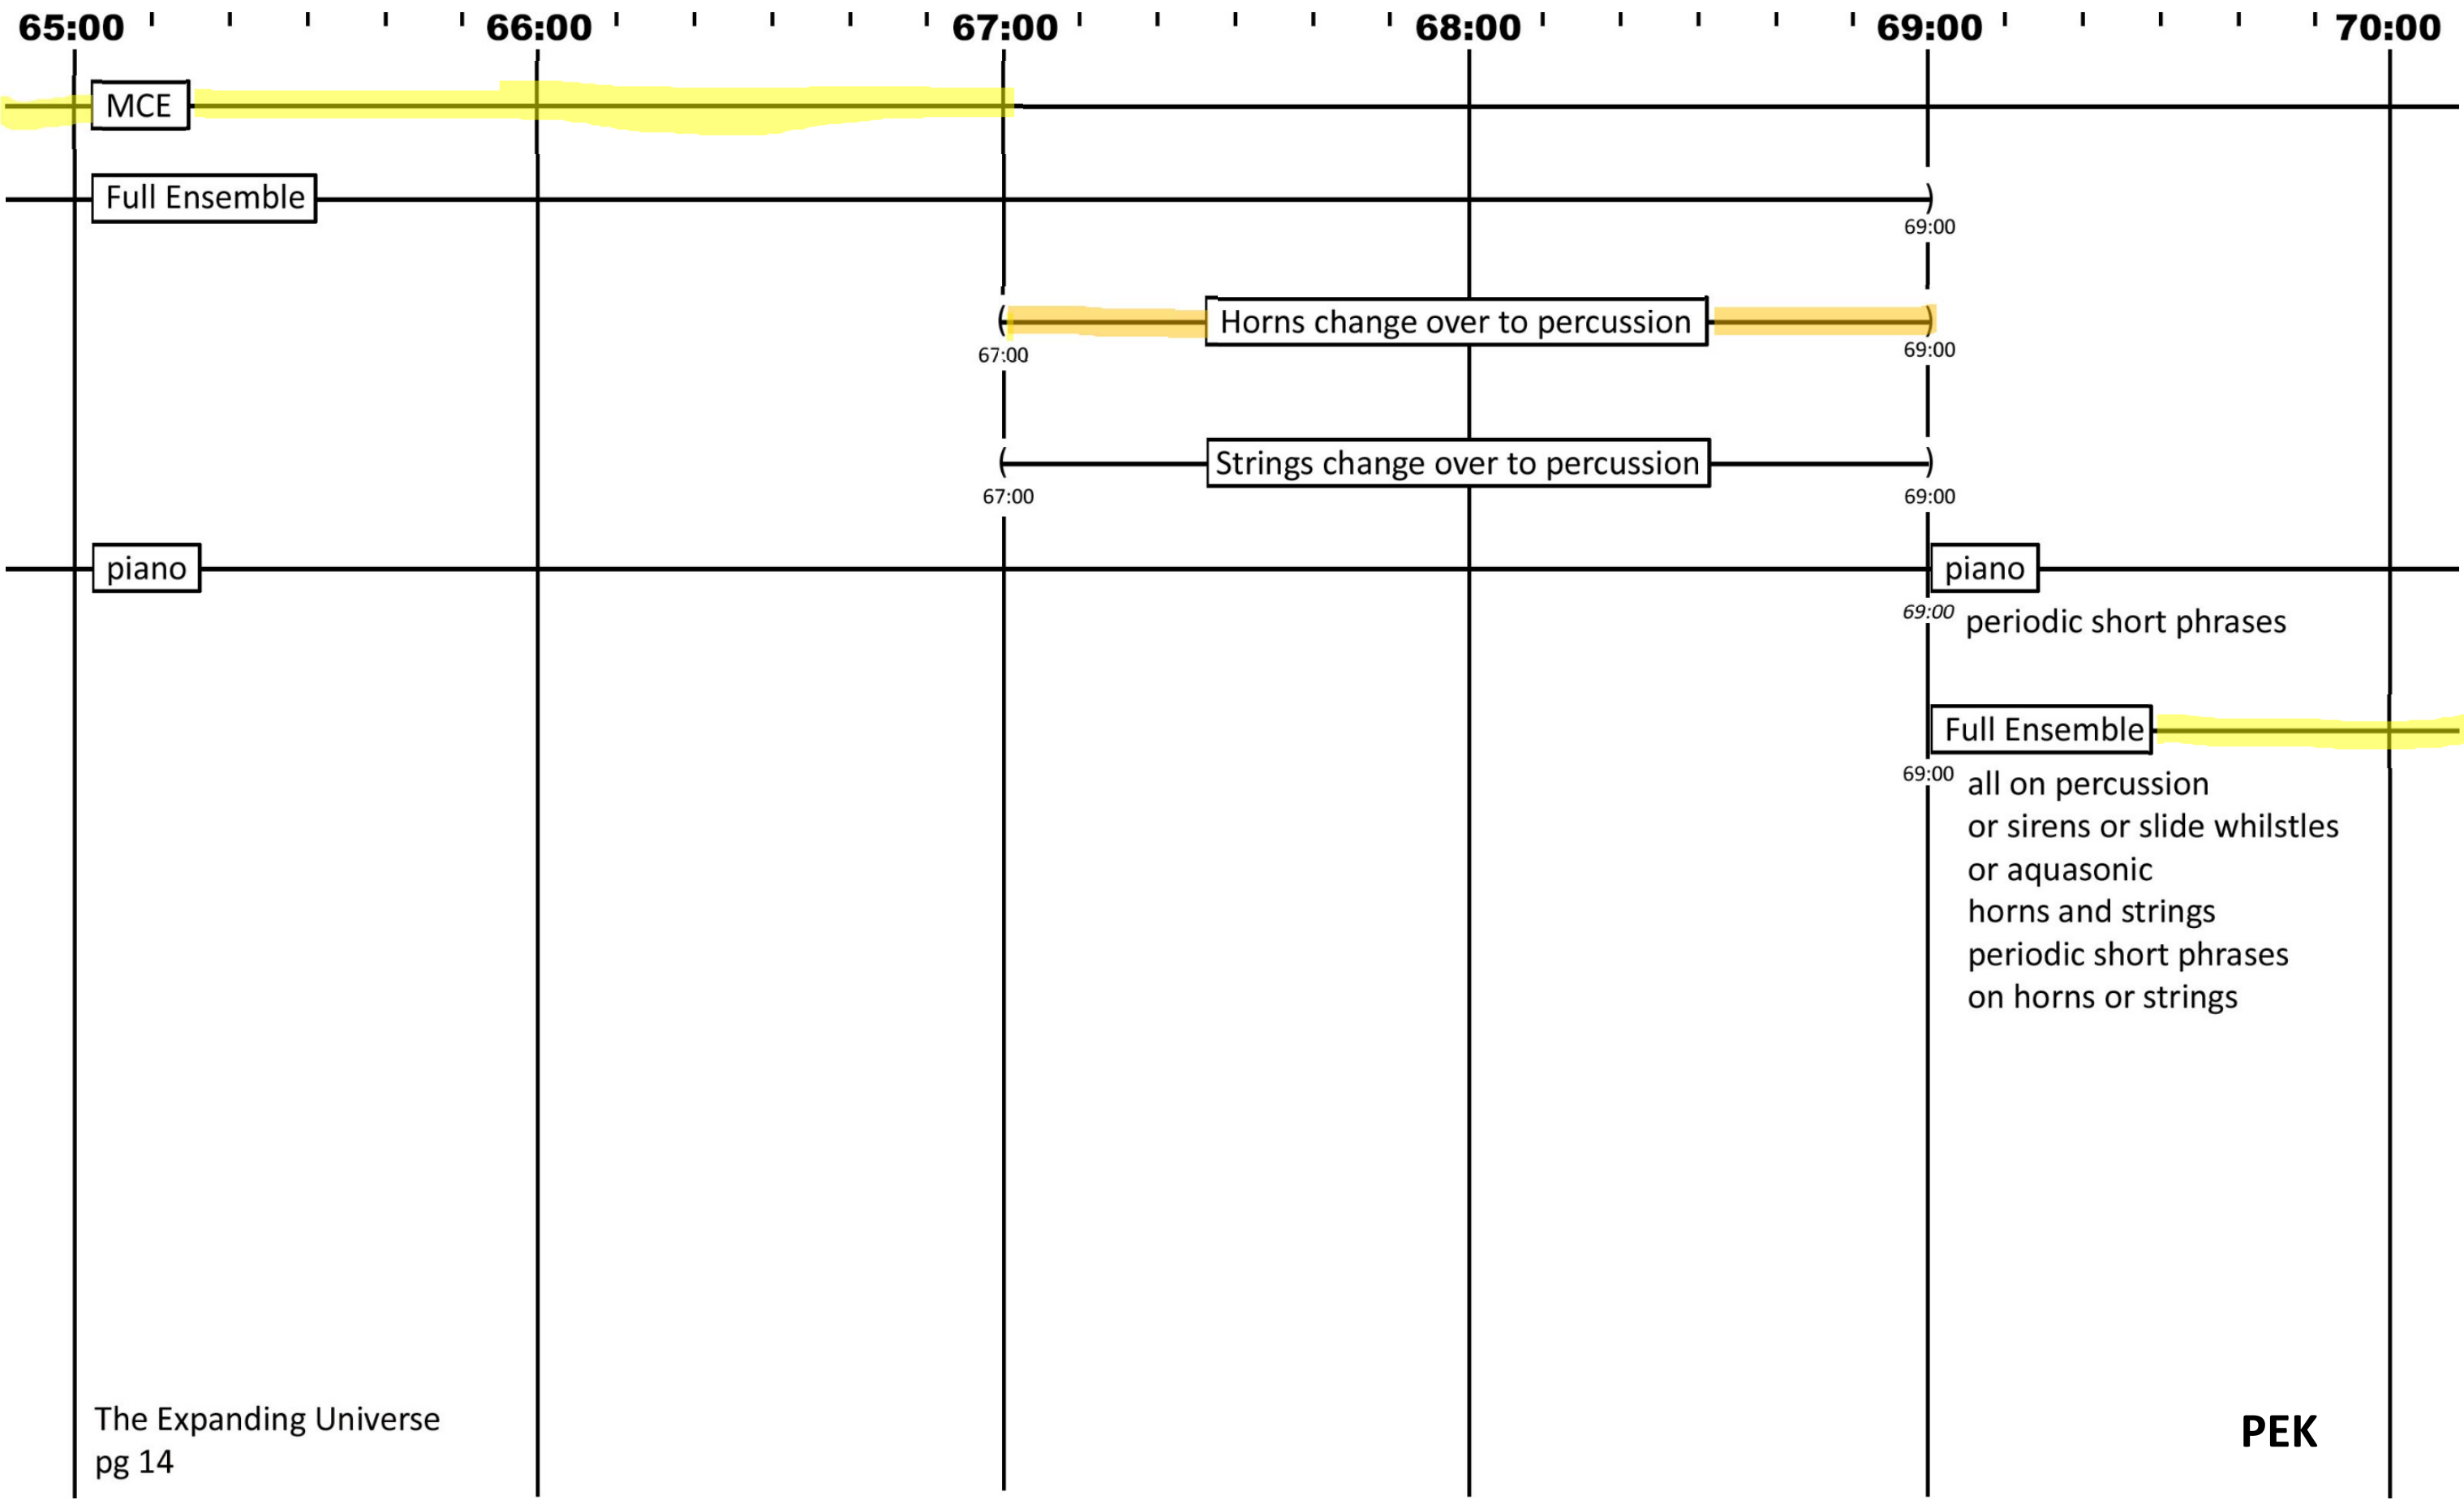 65:00 66:00 67:00 68:00 69:00 70:00
MCE
Full Ensemble
69:00
Horns change over to percussion
67:00 69:00
Strings change over to percussion
67:00 69:00
piano piano
69:00 periodic short phrases
Full Ensemble
69:00 all on percussion
or sirens or slide whilstles
or aquasonic
horns and strings
periodic short phrases
on horns or strings
The Expanding Universe
pg 14
PEK